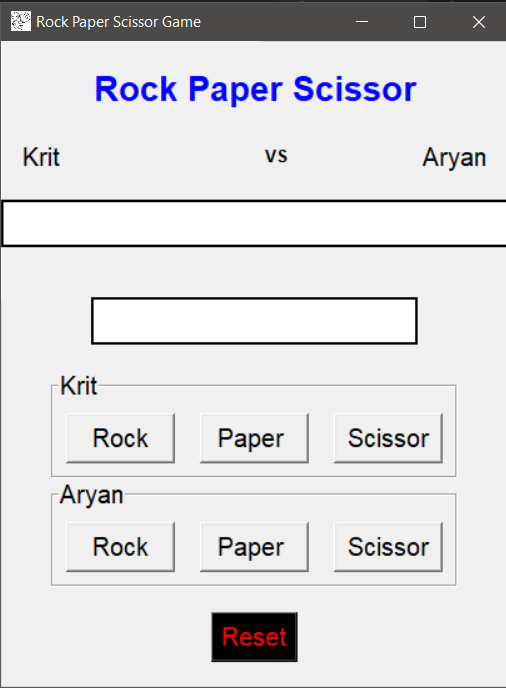 Rock Paper Scissor Game
Rock Paper Scissor
Krit vs Aryan
Krit
Rock Paper Scissor
Aryan
Rock Paper Scissor
Reset